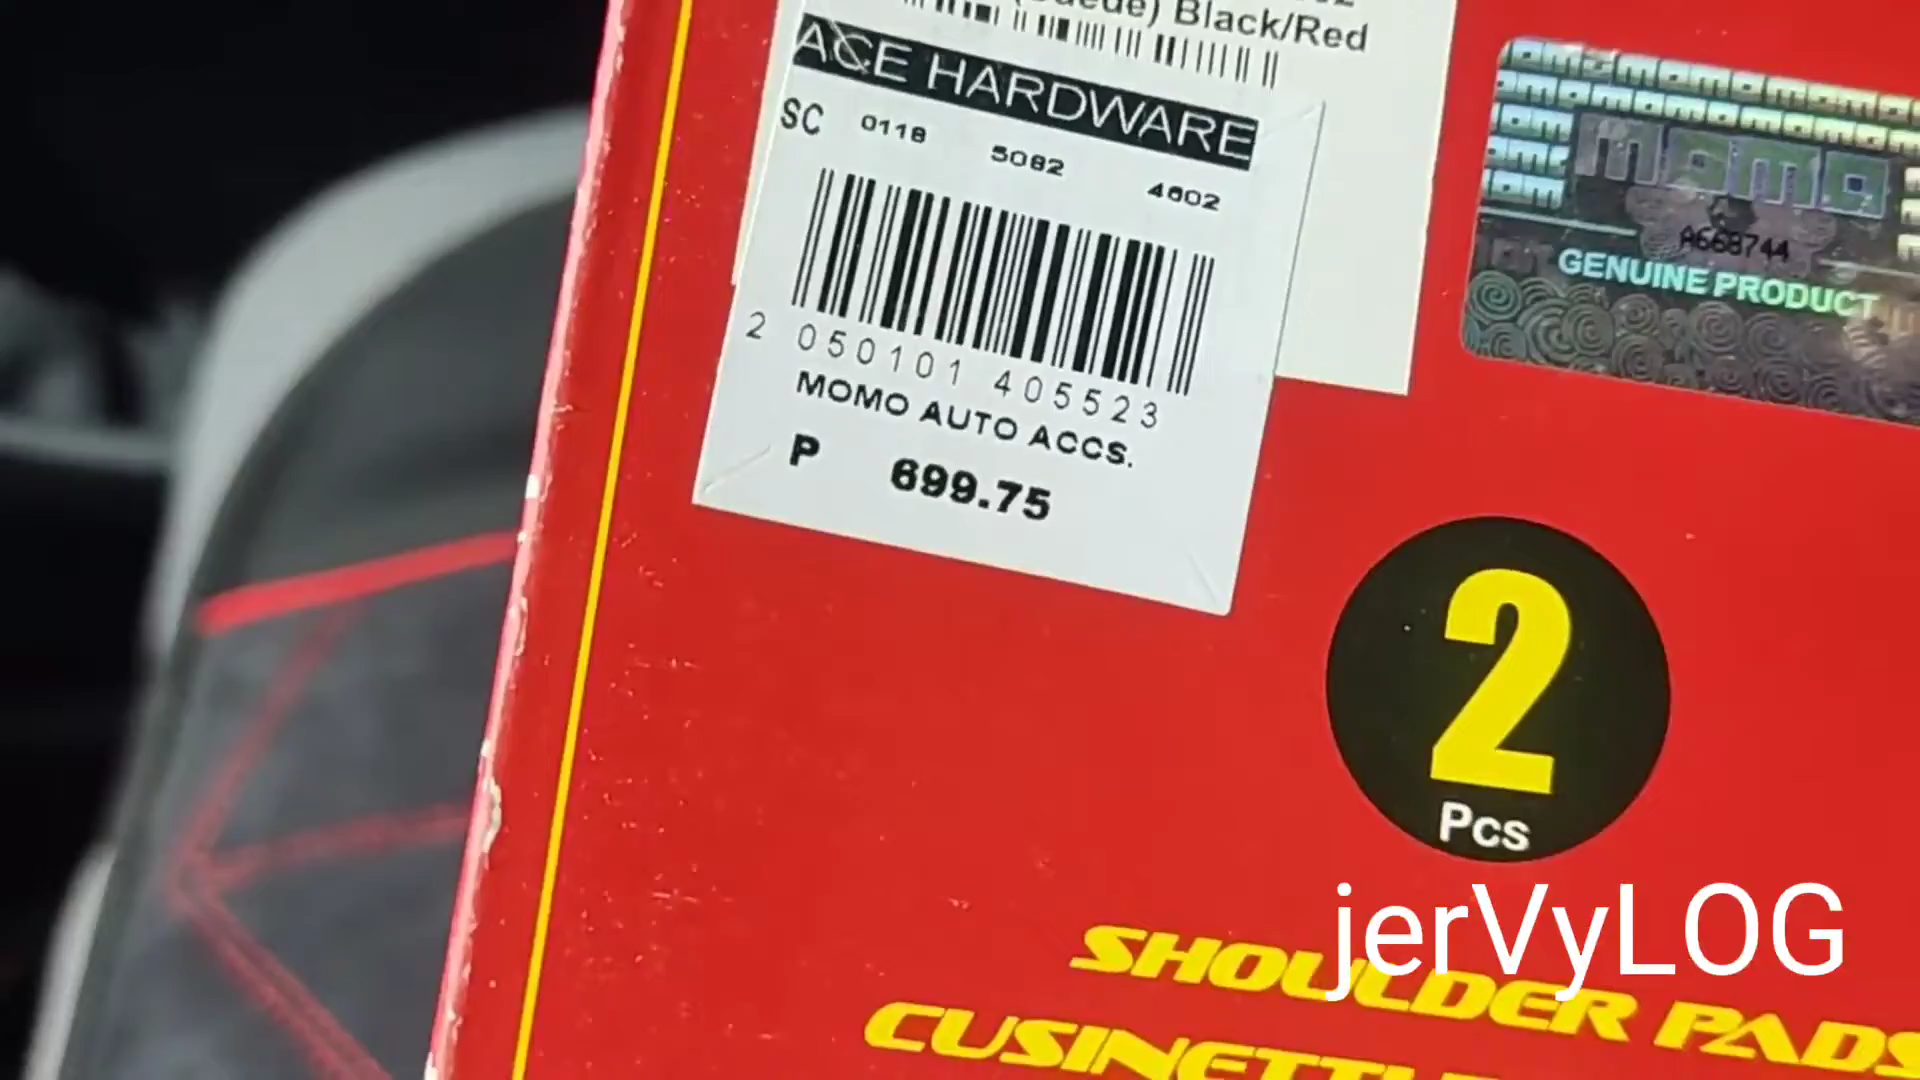 Black/Red
ACE HARDWARE
SC 0118 5082 4602
2 050101 405523
MOMO AUTO ACCS.
P 699.75
momo
A668744
GENUINE PRODUCT
2
Pcs
jerVyLOG
SHOULDER PADS